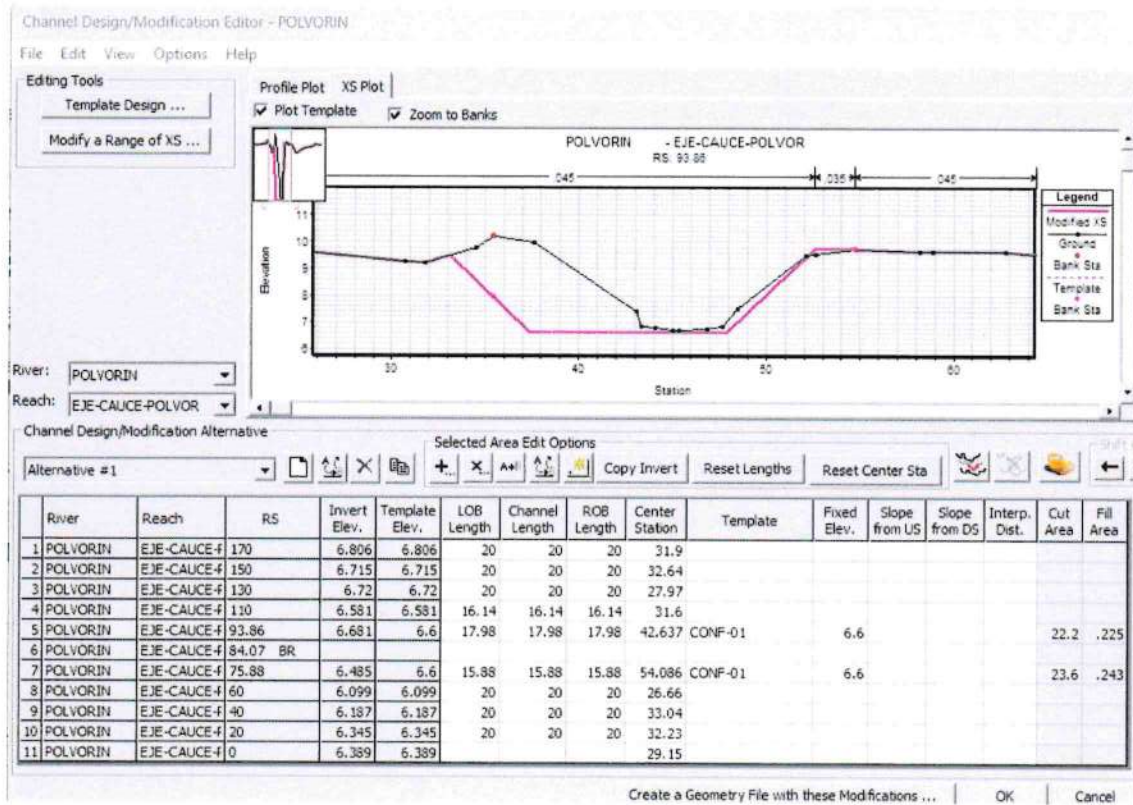 Channel Design/Modification Editor - POLVORIN
File Edit View Options Help
Editing Tools
Template Design ...
Modify a Range of XS ...
Profile Plot XS Plot
Plot Template Zoom to Banks
POLVORIN - EJE-CAUCE-POLVOR
RS: 93.86
.045 .035 .045
Elevation
11
10
9
8
7
6
30 40 50 60
Station
Legend
Modified XS
Ground
Bank Sta
Template
Bank Sta
River: POLVORIN
Reach: EJE-CAUCE-POLVOR
Channel Design/Modification Alternative
Selected Area Edit Options
Alternative #1 Copy Invert Reset Lengths Reset Center Sta
River Reach RS Invert Elev. Template Elev. LOB Length Channel Length ROB Length Center Station Template Fixed Elev. Slope from US Slope from DS Interp. Dist. Cut Area Fill Area
1 POLVORIN EJE-CAUCE-F 170 6.806 6.806 20 20 20 31.9
2 POLVORIN EJE-CAUCE-F 150 6.715 6.715 20 20 20 32.64
3 POLVORIN EJE-CAUCE-F 130 6.72 6.72 20 20 20 27.97
4 POLVORIN EJE-CAUCE-F 110 6.581 6.581 16.14 16.14 16.14 31.6
5 POLVORIN EJE-CAUCE-F 93.86 6.681 6.6 17.98 17.98 17.98 42.637 CONF-01 6.6 22.2 .225
6 POLVORIN EJE-CAUCE-F 84.07 BR
7 POLVORIN EJE-CAUCE-F 75.88 6.485 6.6 15.88 15.88 15.88 54.086 CONF-01 6.6 23.6 .243
8 POLVORIN EJE-CAUCE-F 60 6.099 6.099 20 20 20 26.66
9 POLVORIN EJE-CAUCE-F 40 6.187 6.187 20 20 20 33.04
10 POLVORIN EJE-CAUCE-F 20 6.345 6.345 20 20 20 32.23
11 POLVORIN EJE-CAUCE-F 0 6.389 6.389 29.15
Create a Geometry File with these Modifications ... OK Cancel